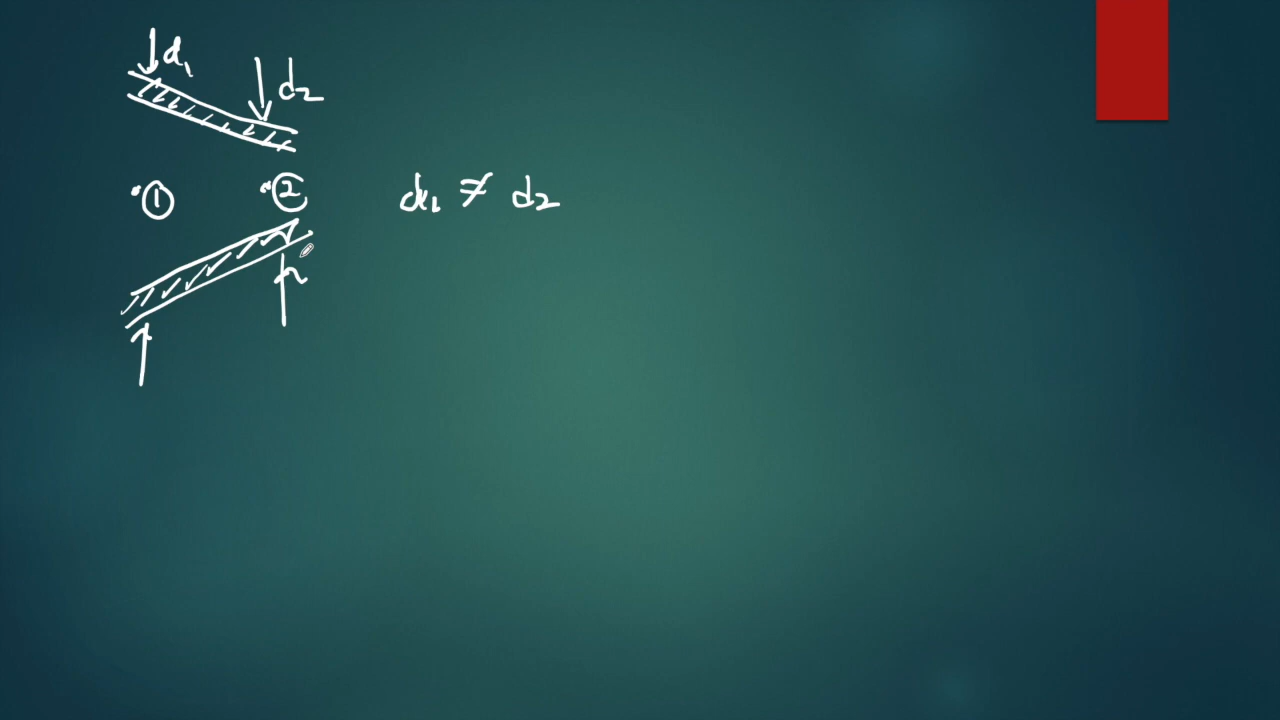 d₁
d₂
① ② d₁ ≠ d₂